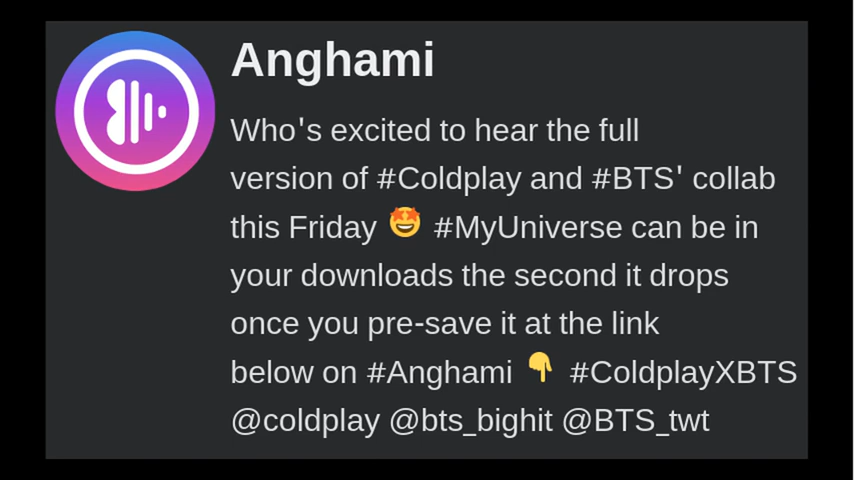 Anghami
Who's excited to hear the full
version of #Coldplay and #BTS' collab
this Friday 🤩 #MyUniverse can be in
your downloads the second it drops
once you pre-save it at the link
below on #Anghami 👇 #ColdplayXBTS
@coldplay @bts_bighit @BTS_twt